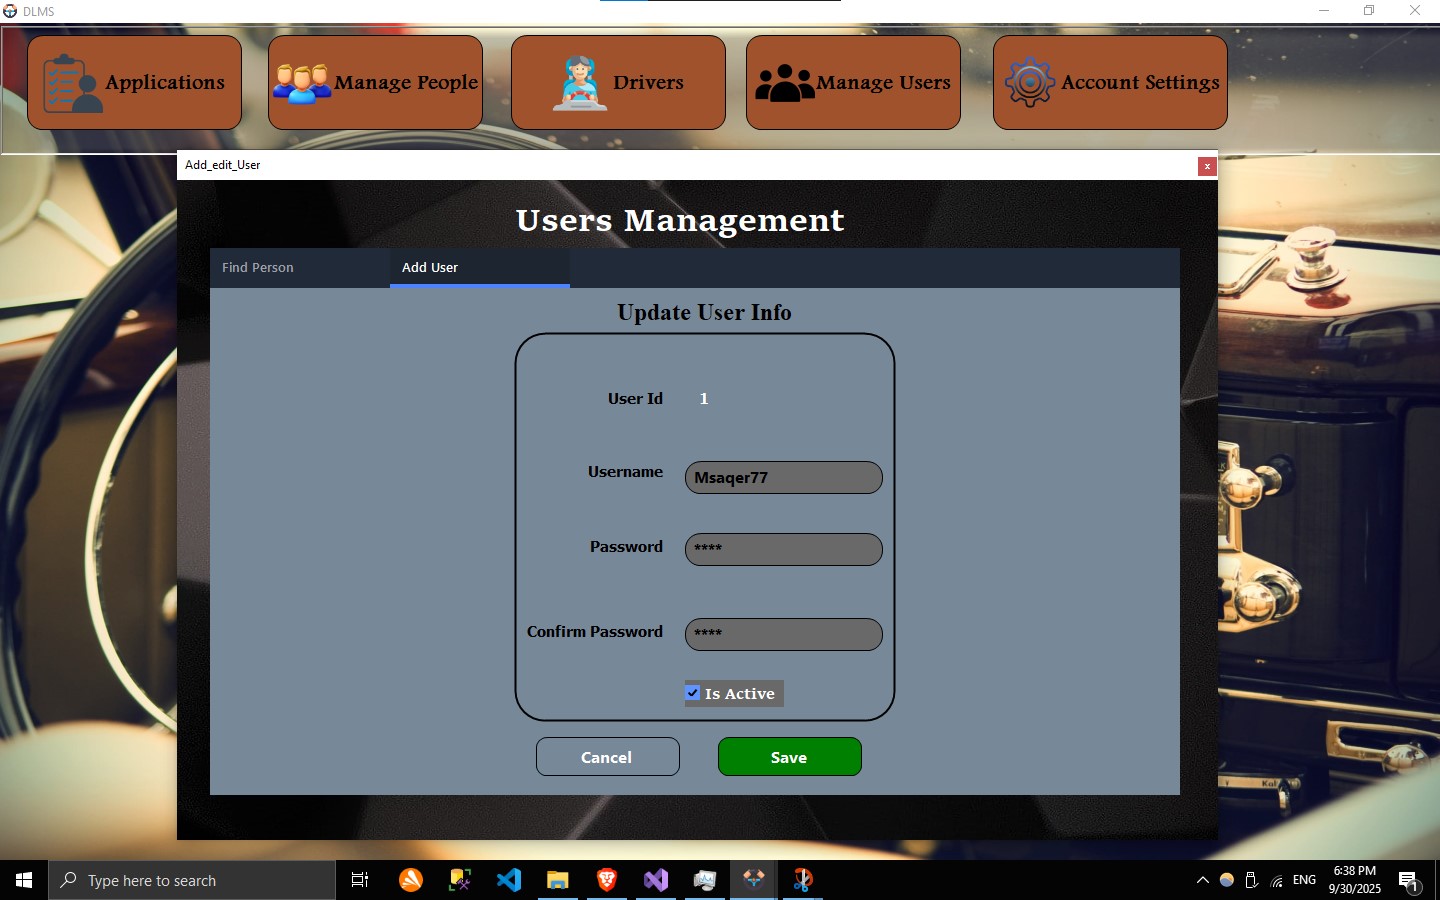 DLMS
Applications
Manage People
Drivers
Manage Users
Account Settings
Add_edit_User
x
Users Management
Find Person
Add User
Update User Info
User Id 1
Username Msaqer77
Password ****
Confirm Password ****
Is Active
Cancel
Save
Type here to search
ENG
6:38 PM
9/30/2025
1